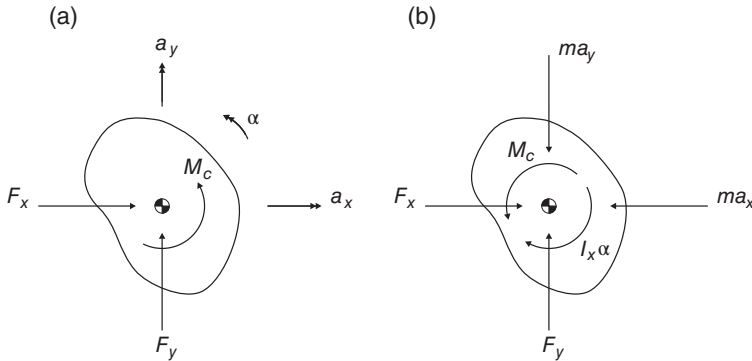 (a)
a_y
α
M_c
F_x
a_x
F_y
(b)
ma_y
M_c
F_x
ma_x
I_xα
F_y